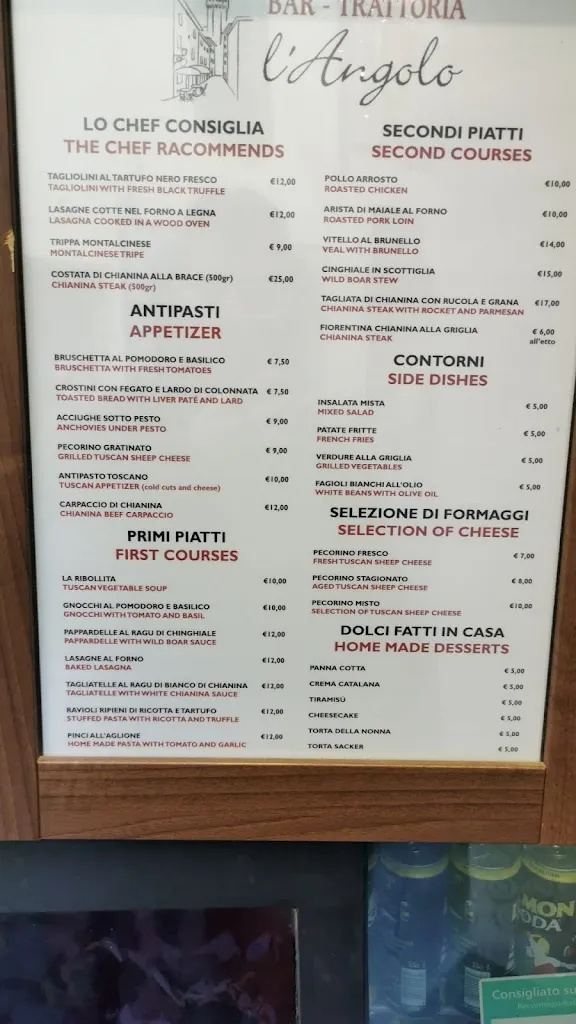 BAR - TRATTORIA
l'Angolo
LO CHEF CONSIGLIA
THE CHEF RACOMMENDS
TAGLIOLINI AL TARTUFO NERO FRESCO €12,00
TAGLIOLINI WITH FRESH BLACK TRUFFLE
LASAGNE COTTE NEL FORNO A LEGNA €12,00
LASAGNA COOKED IN A WOOD OVEN
TRIPPA MONTALCINESE € 9,00
MONTALCINESE TRIPE
COSTATA DI CHIANINA ALLA BRACE (500gr) €25,00
CHIANINA STEAK (500gr)
ANTIPASTI
APPETIZER
BRUSCHETTA AL POMODORO E BASILICO € 7,50
BRUSCHETTA WITH FRESH TOMATOES
CROSTINI CON FEGATO E LARDO DI COLONNATA € 7,50
TOASTED BREAD WITH LIVER PATÉ AND LARD
ACCIUGHE SOTTO PESTO € 9,00
ANCHOVIES UNDER PESTO
PECORINO GRATINATO € 9,00
GRILLED TUSCAN SHEEP CHEESE
ANTIPASTO TOSCANO €10,00
TUSCAN APPETIZER (cold cuts and cheese)
CARPACCIO DI CHIANINA €12,00
CHIANINA BEEF CARPACCIO
PRIMI PIATTI
FIRST COURSES
LA RIBOLLITA €10,00
TUSCAN VEGETABLE SOUP
GNOCCHI AL POMODORO E BASILICO €10,00
GNOCCHI WITH TOMATO AND BASIL
PAPPARDELLE AL RAGU DI CHINGHIALE €12,00
PAPPARDELLE WITH WILD BOAR SAUCE
LASAGNE AL FORNO €12,00
BAKED LASAGNA
TAGLIATELLE AL RAGU DI BIANCO DI CHIANINA €12,00
TAGLIATELLE WITH WHITE CHIANINA SAUCE
RAVIOLI RIPIENI DI RICOTTA E TARTUFO €12,00
STUFFED PASTA WITH RICOTTA AND TRUFFLE
PINCI ALL'AGLIONE €12,00
HOME MADE PASTA WITH TOMATO AND GARLIC
SECONDI PIATTI
SECOND COURSES
POLLO ARROSTO €10,00
ROASTED CHICKEN
ARISTA DI MAIALE AL FORNO €10,00
ROASTED PORK LOIN
VITELLO AL BRUNELLO €14,00
VEAL WITH BRUNELLO
CINGHIALE IN SCOTTIGLIA €15,00
WILD BOAR STEW
TAGLIATA DI CHIANINA CON RUCOLA E GRANA €17,00
CHIANINA STEAK WITH ROCKET AND PARMESAN
FIORENTINA CHIANINA ALLA GRIGLIA € 6,00
CHIANINA STEAK all'etto
CONTORNI
SIDE DISHES
INSALATA MISTA € 5,00
MIXED SALAD
PATATE FRITTE € 5,00
FRENCH FRIES
VERDURE ALLA GRIGLIA € 5,00
GRILLED VEGETABLES
FAGIOLI BIANCHI ALL'OLIO € 5,00
WHITE BEANS WITH OLIVE OIL
SELEZIONE DI FORMAGGI
SELECTION OF CHEESE
PECORINO FRESCO € 7,00
FRESH TUSCAN SHEEP CHEESE
PECORINO STAGIONATO € 8,00
AGED TUSCAN SHEEP CHEESE
PECORINO MISTO €10,00
SELECTION OF TUSCAN SHEEP CHEESE
DOLCI FATTI IN CASA
HOME MADE DESSERTS
PANNA COTTA € 5,00
CREMA CATALANA € 5,00
TIRAMISÙ € 5,00
CHEESECAKE € 5,00
TORTA DELLA NONNA € 5,00
TORTA SACKER € 5,00
MON
ODA
Consigliato su